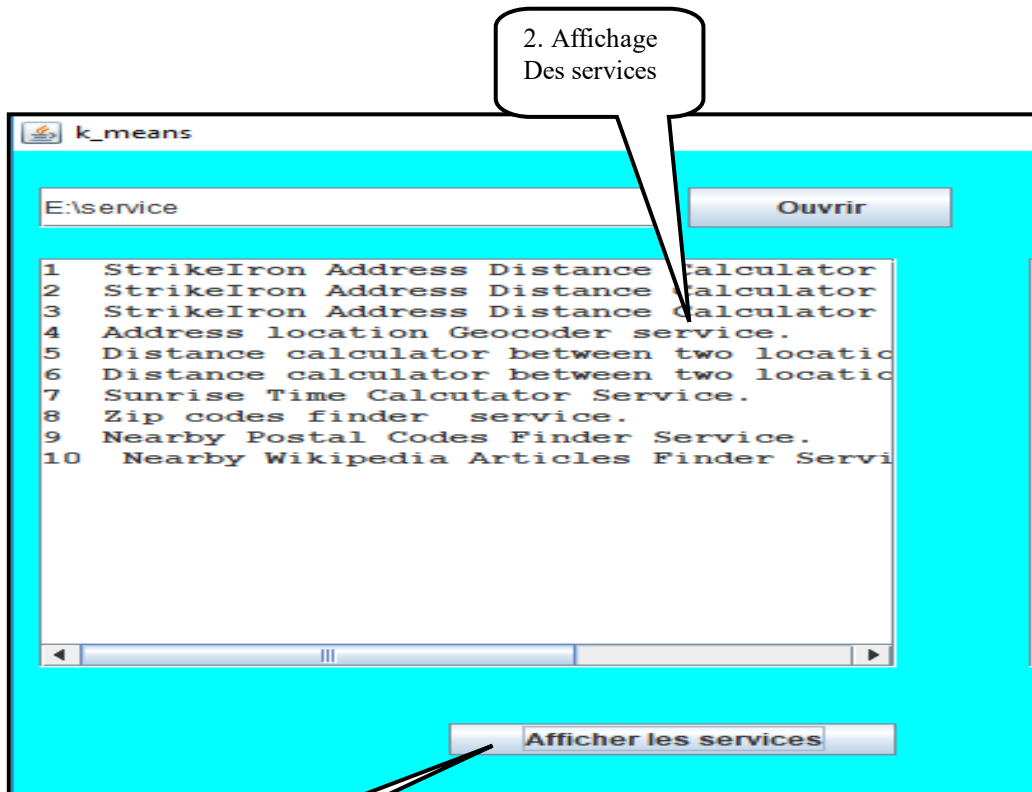 2. Affichage
Des services
k_means
E:\service
Ouvrir
1 StrikeIron Address Distance Calculator
2 StrikeIron Address Distance Calculator
3 StrikeIron Address Distance Calculator
4 Address location Geocoder service.
5 Distance calculator between two locatic
6 Distance calculator between two locatic
7 Sunrise Time Calcutator Service.
8 Zip codes finder service.
9 Nearby Postal Codes Finder Service.
10 Nearby Wikipedia Articles Finder Servi
Afficher les services